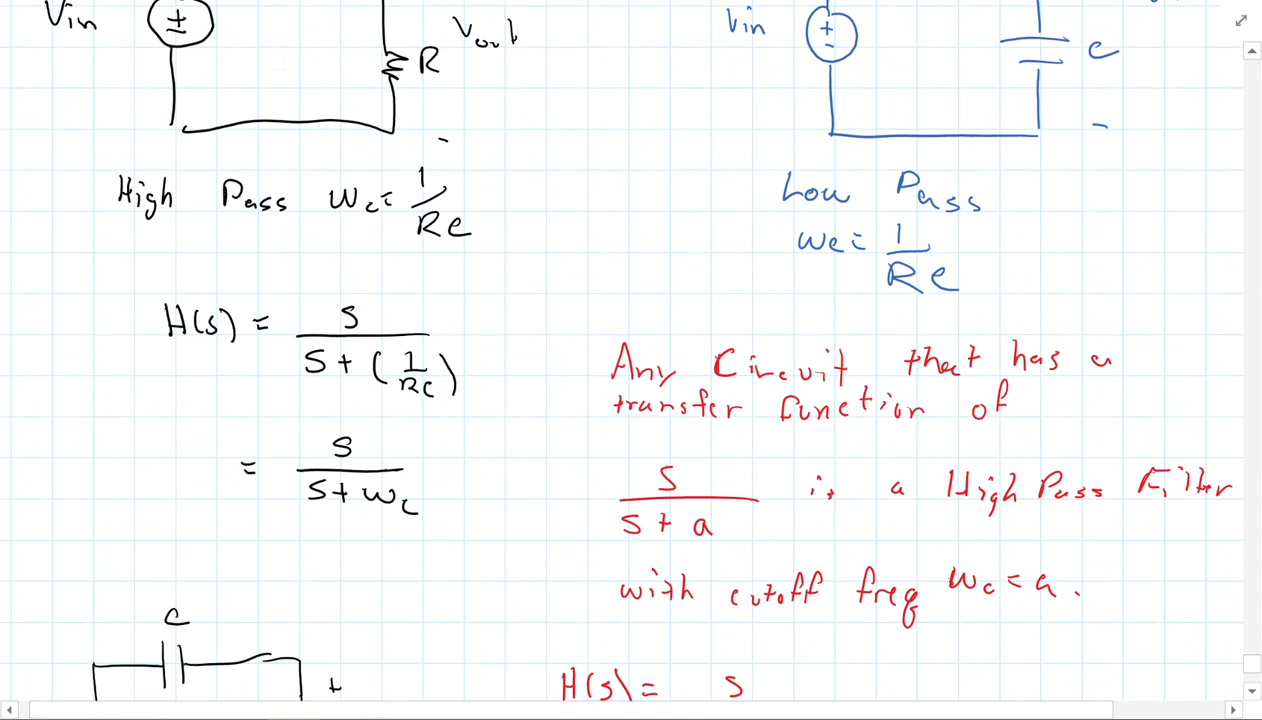 Vin
±
R
Vout
-
High Pass wc = 1/RC
H(s) = s / (s + (1/RC))
= s / (s + wc)
C
+
Vin
+
-
C
-
Low Pass
wc = 1/RC
Any Circuit that has a
transfer function of
s / (s + a) is a High Pass Filter
with cutoff freq wc = a.
H(s) = s